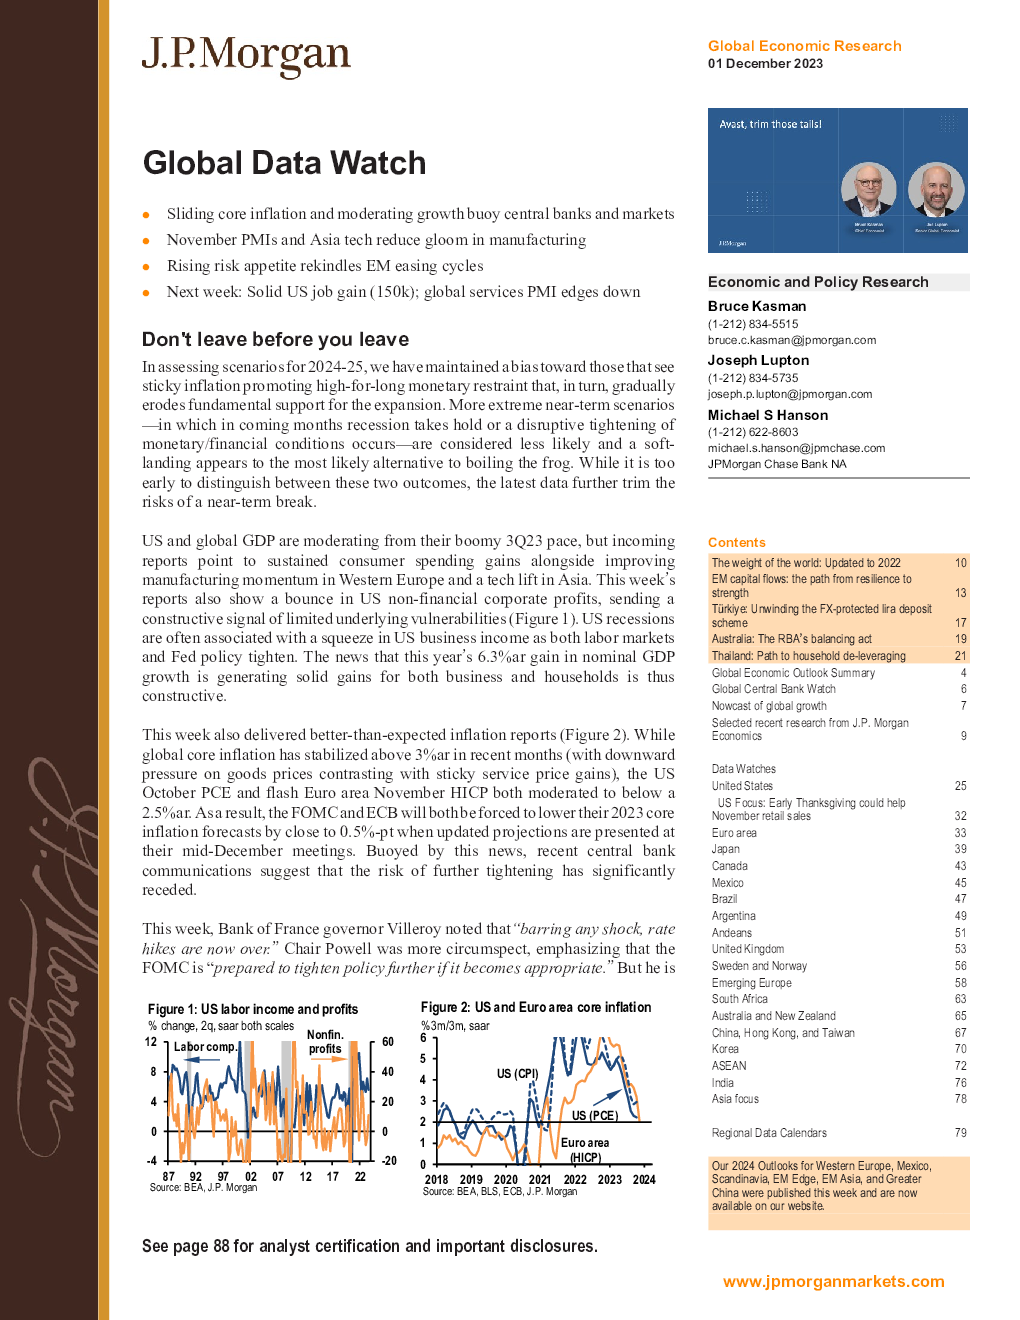 J.P.Morgan
Global Economic Research
01 December 2023
Avast, trim those tails!
Bruce Kasman
Chief Economist
J.P.Morgan
Global Data Watch
• Sliding core inflation and moderating growth buoy central banks and markets
• November PMIs and Asia tech reduce gloom in manufacturing
• Rising risk appetite rekindles EM easing cycles
• Next week: Solid US job gain (150k); global services PMI edges down
Don't leave before you leave
In assessing scenarios for 2024-25, we have maintained a bias toward those that see
sticky inflation promoting high-for-long monetary restraint that, in turn, gradually
erodes fundamental support for the expansion. More extreme near-term scenarios
—in which in coming months recession takes hold or a disruptive tightening of
monetary/financial conditions occurs—are considered less likely and a soft-
landing appears to the most likely alternative to boiling the frog. While it is too
early to distinguish between these two outcomes, the latest data further trim the
risks of a near-term break.
US and global GDP are moderating from their boomy 3Q23 pace, but incoming
reports point to sustained consumer spending gains alongside improving
manufacturing momentum in Western Europe and a tech lift in Asia. This week's
reports also show a bounce in US non-financial corporate profits, sending a
constructive signal of limited underlying vulnerabilities (Figure 1). US recessions
are often associated with a squeeze in US business income as both labor markets
and Fed policy tighten. The news that this year's 6.3%ar gain in nominal GDP
growth is generating solid gains for both business and households is thus
constructive.
This week also delivered better-than-expected inflation reports (Figure 2). While
global core inflation has stabilized above 3%ar in recent months (with downward
pressure on goods prices contrasting with sticky service price gains), the US
October PCE and flash Euro area November HICP both moderated to below a
2.5%ar. As a result, the FOMC and ECB will both be forced to lower their 2023 core
inflation forecasts by close to 0.5%-pt when updated projections are presented at
their mid-December meetings. Buoyed by this news, recent central bank
communications suggest that the risk of further tightening has significantly
receded.
This week, Bank of France governor Villeroy noted that "barring any shock, rate
hikes are now over." Chair Powell was more circumspect, emphasizing that the
FOMC is "prepared to tighten policy further if it becomes appropriate." But he is
Figure 1: US labor income and profits
% change, 2q, saar both scales
Labor comp.
Nonfin.
profits
12
8
4
0
-4
60
40
20
0
-20
87 92 97 02 07 12 17 22
Source: BEA, J.P. Morgan
Figure 2: US and Euro area core inflation
%3m/3m, saar
6
5
4
3
2
1
0
US (CPI)
US (PCE)
Euro area
(HICP)
2018 2019 2020 2021 2022 2023 2024
Source: BEA, BLS, ECB, J.P. Morgan
See page 88 for analyst certification and important disclosures.
Economic and Policy Research
Bruce Kasman
(1-212) 834-5515
bruce.c.kasman@jpmorgan.com
Joseph Lupton
(1-212) 834-5735
joseph.p.lupton@jpmorgan.com
Michael S Hanson
(1-212) 622-8603
michael.s.hanson@jpmchase.com
JPMorgan Chase Bank NA
Contents
The weight of the world: Updated to 2022 10
EM capital flows: the path from resilience to
strength 13
Türkiye: Unwinding the FX-protected lira deposit
scheme 17
Australia: The RBA's balancing act 19
Thailand: Path to household de-leveraging 21
Global Economic Outlook Summary 4
Global Central Bank Watch 6
Nowcast of global growth 7
Selected recent research from J.P. Morgan
Economics 9
Data Watches
United States 25
US Focus: Early Thanksgiving could help
November retail sales 32
Euro area 33
Japan 39
Canada 43
Mexico 45
Brazil 47
Argentina 49
Andeans 51
United Kingdom 53
Sweden and Norway 56
Emerging Europe 58
South Africa 63
Australia and New Zealand 65
China, Hong Kong, and Taiwan 67
Korea 70
ASEAN 72
India 76
Asia focus 78
Regional Data Calendars 79
Our 2024 Outlooks for Western Europe, Mexico,
Scandinavia, EM Edge, EM Asia, and Greater
China were published this week and are now
available on our website.
www.jpmorganmarkets.com
J.P.Morgan